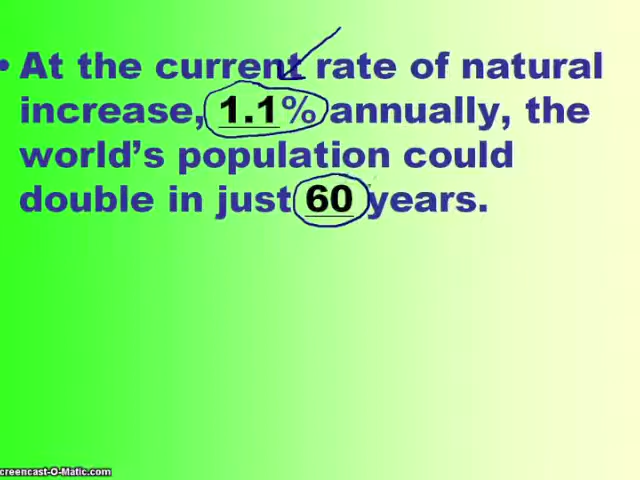 • At the current rate of natural
increase, 1.1% annually, the
world's population could
double in just 60 years.
creencast-O-Matic.com